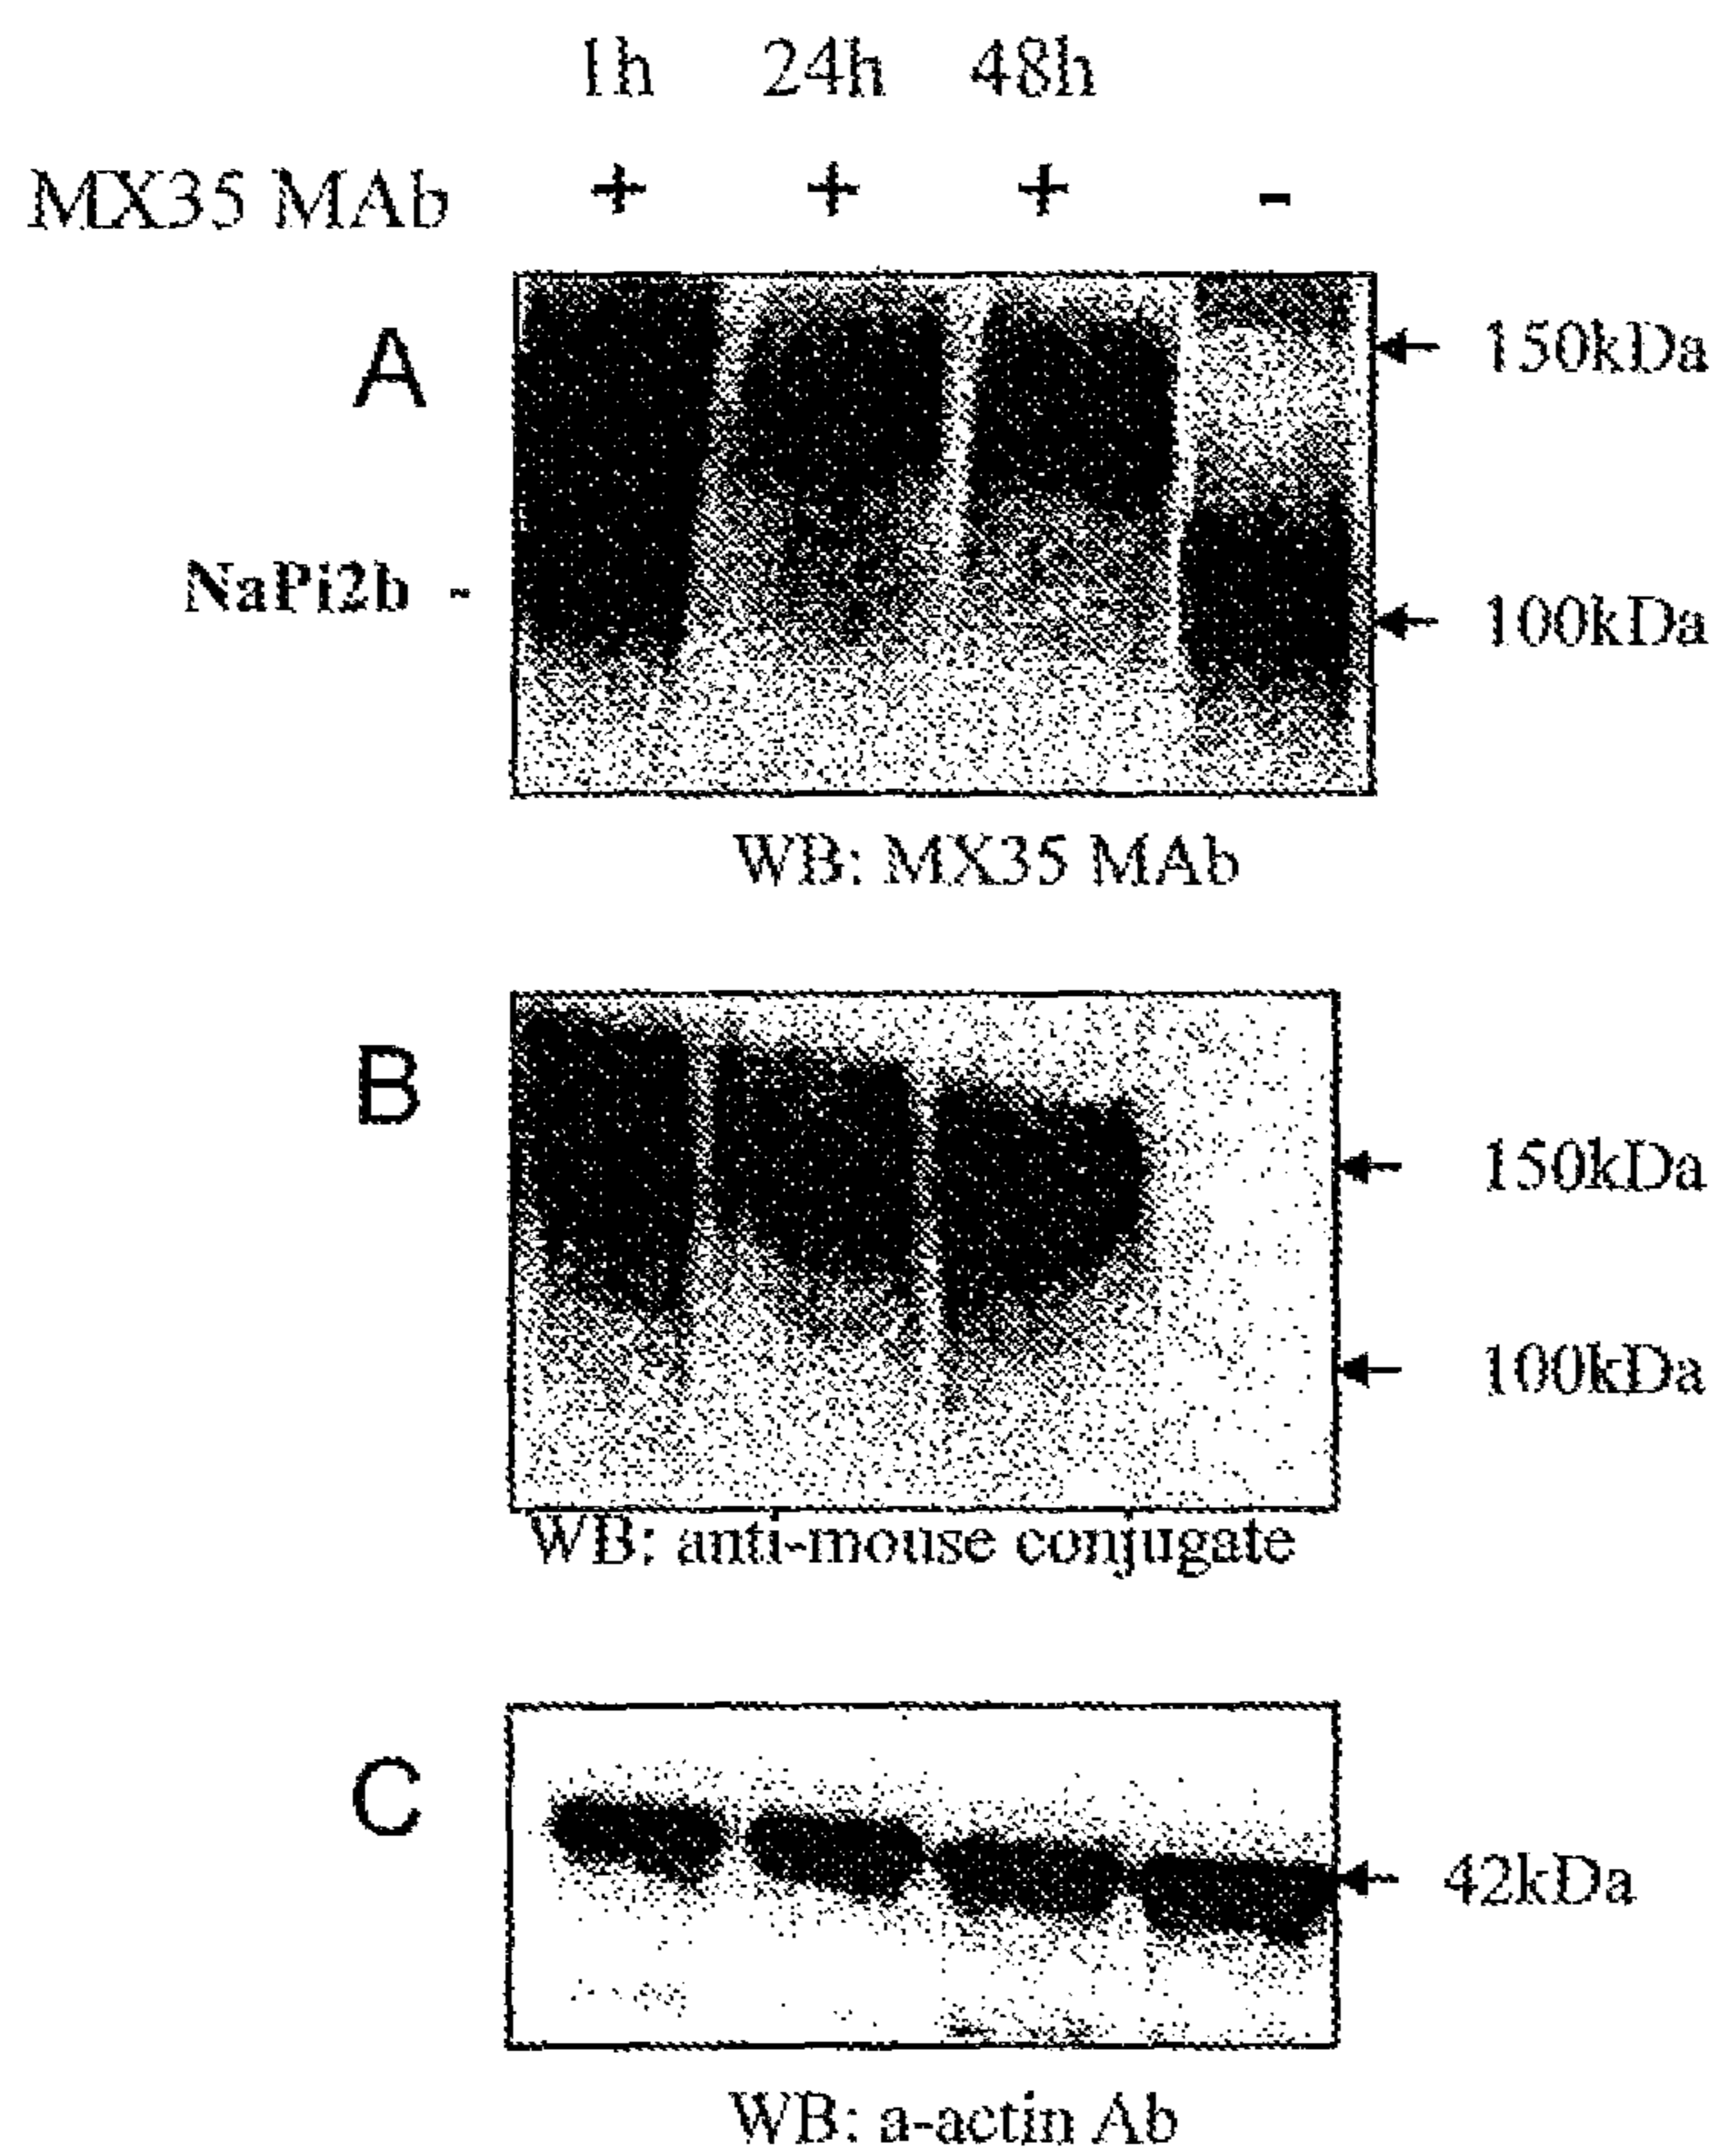 1h 24h 48h
MX35 MAb + + + -
A
150kDa
NaPi2b -
100kDa
WB: MX35 MAb
B
150kDa
100kDa
WB: anti-mouse conjugate
C
42kDa
WB: a-actin Ab